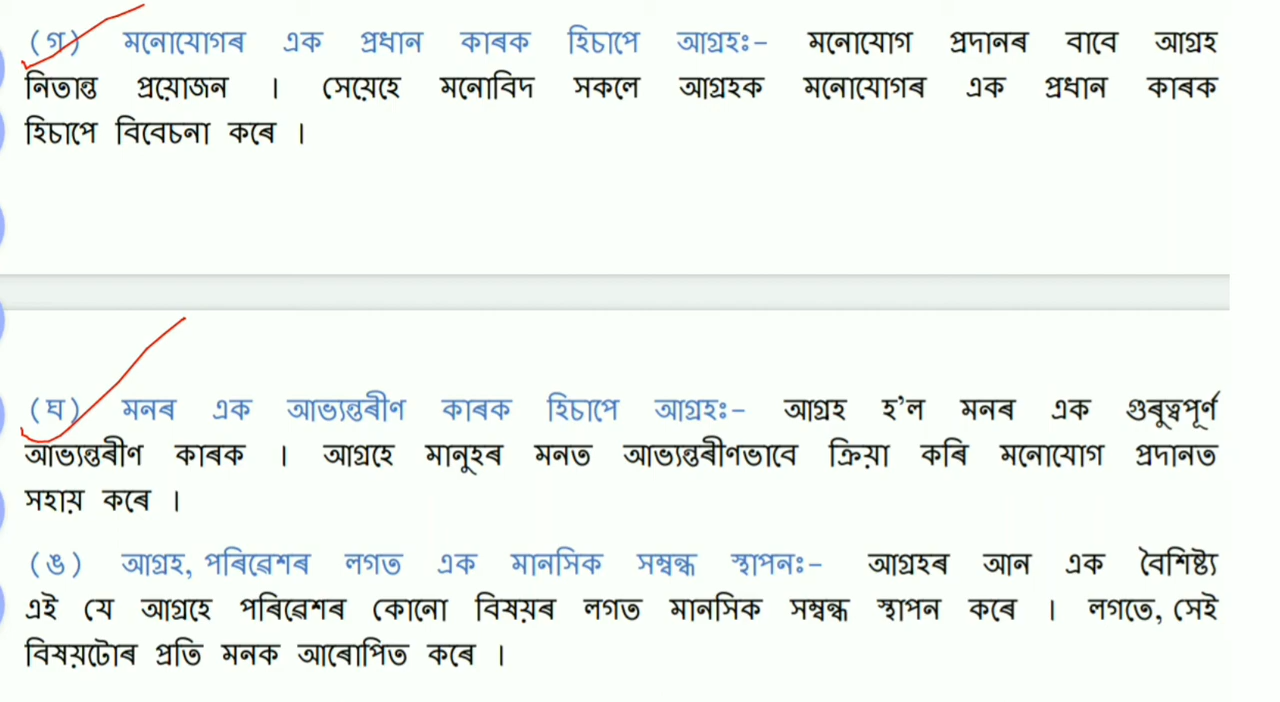 (গ) মনোযোগৰ এক প্ৰধান কাৰক হিচাপে আগ্ৰহঃ– মনোযোগ প্ৰদানৰ বাবে আগ্ৰহ
নিতান্ত প্ৰয়োজন । সেয়েহে মনোবিদ সকলে আগ্ৰহক মনোযোগৰ এক প্ৰধান কাৰক
হিচাপে বিবেচনা কৰে ।
(ঘ) মনৰ এক আভ্যন্তৰীণ কাৰক হিচাপে আগ্ৰহঃ– আগ্ৰহ হ’ল মনৰ এক গুৰুত্বপূৰ্ণ
আভ্যন্তৰীণ কাৰক । আগ্ৰহে মানুহৰ মনত আভ্যন্তৰীণভাবে ক্ৰিয়া কৰি মনোযোগ প্ৰদানত
সহায় কৰে ।
(ঙ) আগ্ৰহ, পৰিৱেশৰ লগত এক মানসিক সম্বন্ধ স্থাপনঃ– আগ্ৰহৰ আন এক বৈশিষ্ট্য
এই যে আগ্ৰহে পৰিৱেশৰ কোনো বিষয়ৰ লগত মানসিক সম্বন্ধ স্থাপন কৰে । লগতে, সেই
বিষয়টোৰ প্ৰতি মনক আৰোপিত কৰে ।